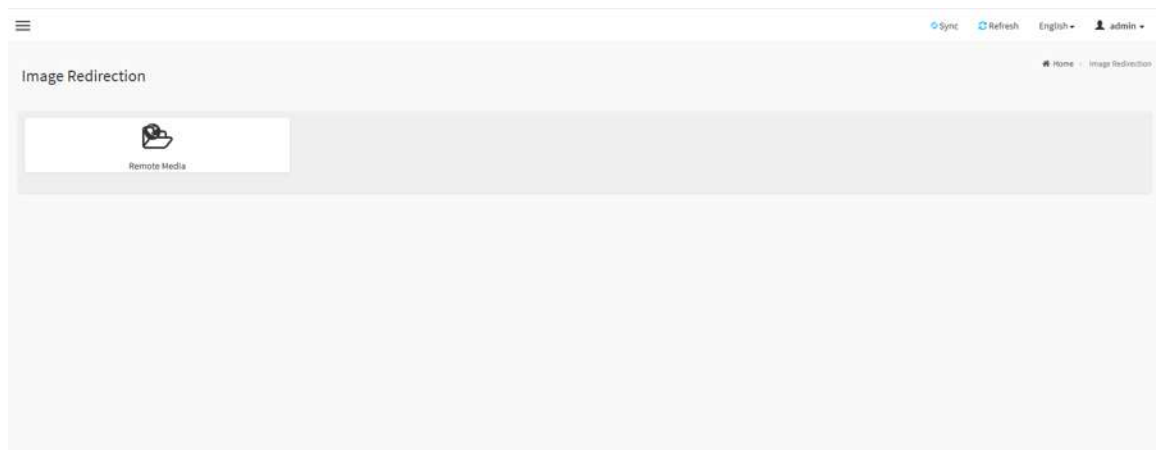 Sync Refresh English admin
Home Image Redirection
Image Redirection
Remote Media